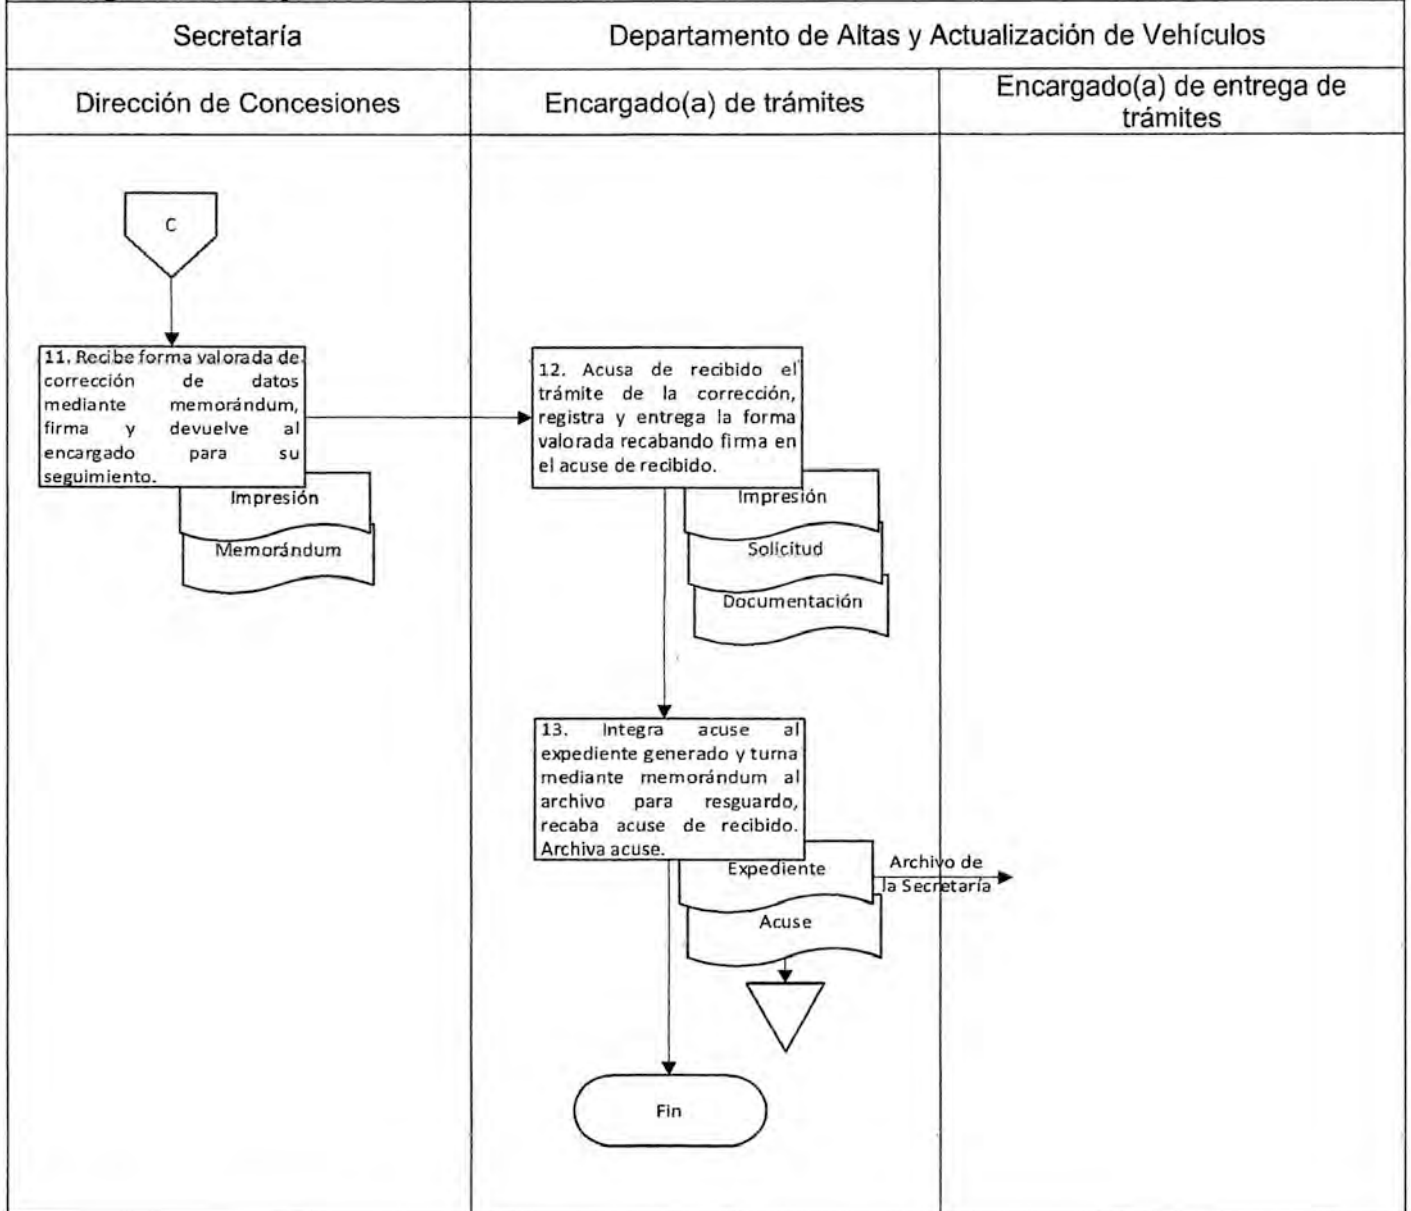 Secretaría
Departamento de Altas y Actualización de Vehículos
Dirección de Concesiones
Encargado(a) de trámites
Encargado(a) de entrega de
trámites
C
11. Recibe forma valorada de
corrección de datos
mediante memorándum,
firma y devuelve al
encargado para su
seguimiento.
Impresión
Memorándum
12. Acusa de recibido el
trámite de la corrección,
registra y entrega la forma
valorada recabando firma en
el acuse de recibido.
Impresión
Solicitud
Documentación
13. Integra acuse al
expediente generado y turna
mediante memorándum al
archivo para resguardo,
recaba acuse de recibido.
Archiva acuse.
Expediente
Archivo de
la Secretaría
Acuse
Fin